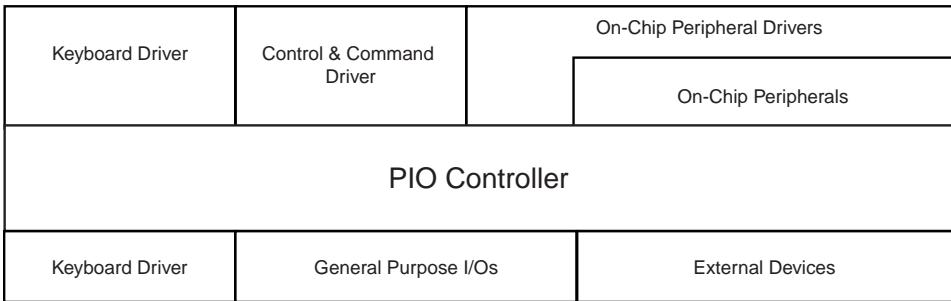 Keyboard Driver
Control & Command
Driver
On-Chip Peripheral Drivers
On-Chip Peripherals
PIO Controller
Keyboard Driver
General Purpose I/Os
External Devices